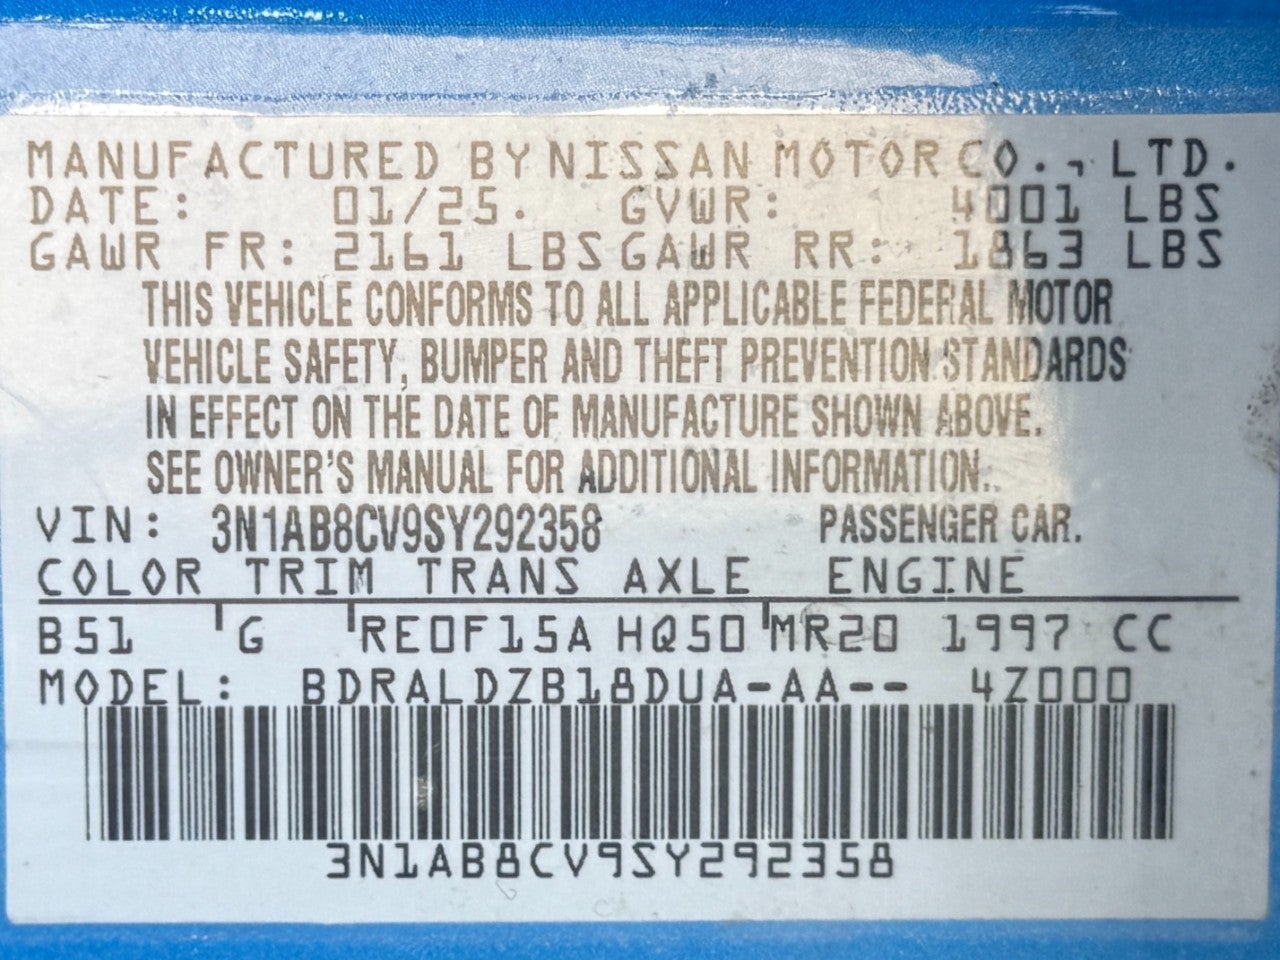 MANUFACTURED BY NISSAN MOTOR CO., LTD.
DATE: 01/25. GVWR: 4001 LBS
GAWR FR: 2161 LBS GAWR RR: 1863 LBS
THIS VEHICLE CONFORMS TO ALL APPLICABLE FEDERAL MOTOR
VEHICLE SAFETY, BUMPER AND THEFT PREVENTION STANDARDS
IN EFFECT ON THE DATE OF MANUFACTURE SHOWN ABOVE.
SEE OWNER'S MANUAL FOR ADDITIONAL INFORMATION..
VIN: 3N1AB8CV9SY292358 PASSENGER CAR.
COLOR TRIM TRANS AXLE ENGINE
B51 G RE0F15A HQ50 MR20 1997 CC
MODEL: BDRALDZB18DUA-AA-- 4Z000
3N1AB8CV9SY292358